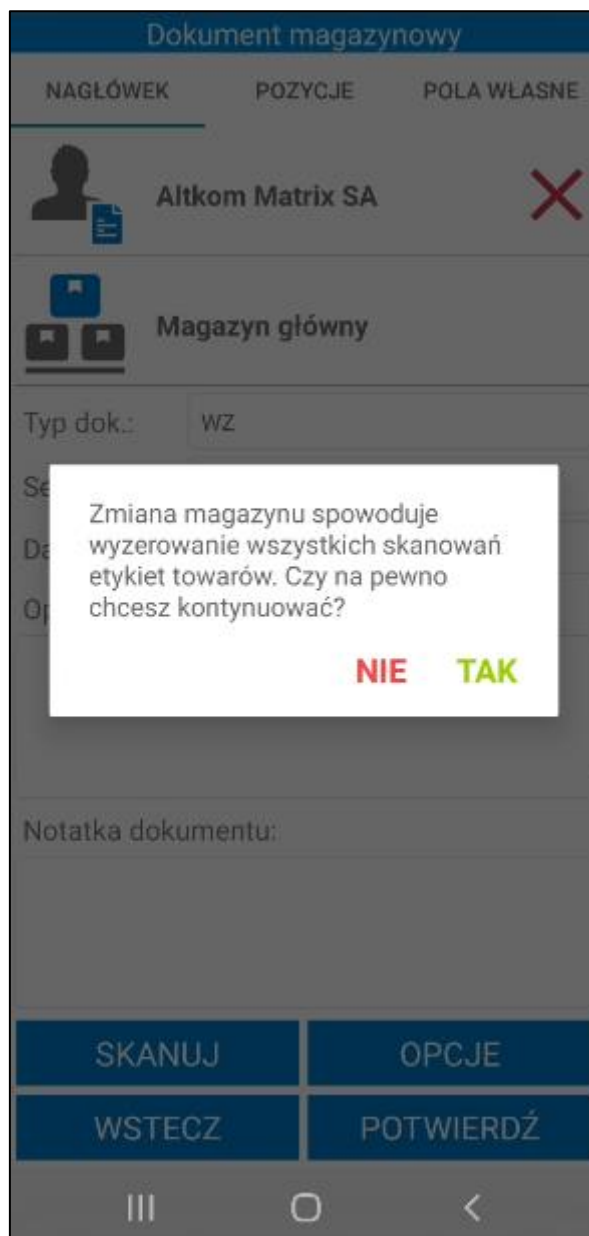 Dokument magazynowy
NAGŁÓWEK POZYCJE POLA WŁASNE
Altkom Matrix SA
Magazyn główny
Typ dok.: WZ
Zmiana magazynu spowoduje
wyzerowanie wszystkich skanowań
etykiet towarów. Czy na pewno
chcesz kontynuować?
NIE TAK
Notatka dokumentu:
SKANUJ OPCJE
WSTECZ POTWIERDŹ